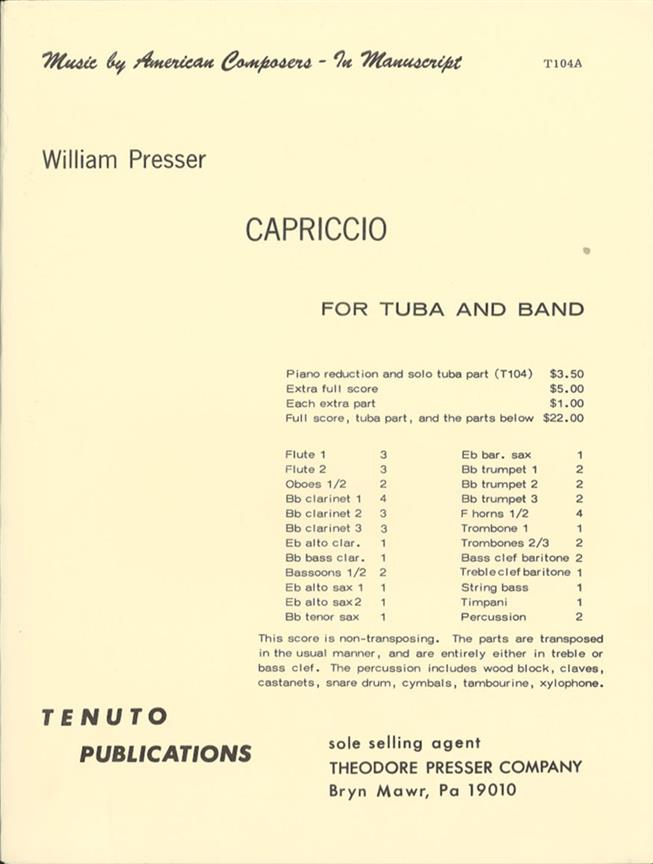 Music by American Composers - In Manuscript
T104A
William Presser
CAPRICCIO
FOR TUBA AND BAND
Piano reduction and solo tuba part (T104) $3.50
Extra full score $5.00
Each extra part $1.00
Full score, tuba part, and the parts below $22.00
Flute 1 3
Flute 2 3
Oboes 1/2 2
Bb clarinet 1 4
Bb clarinet 2 3
Bb clarinet 3 3
Eb alto clar. 1
Bb bass clar. 1
Bassoons 1/2 2
Eb alto sax 1 1
Eb alto sax2 1
Bb tenor sax 1
Eb bar. sax 1
Bb trumpet 1 2
Bb trumpet 2 2
Bb trumpet 3 2
F horns 1/2 4
Trombone 1 1
Trombones 2/3 2
Bass clef baritone 2
Treble clef baritone 1
String bass 1
Timpani 1
Percussion 2
This score is non-transposing. The parts are transposed
in the usual manner, and are entirely either in treble or
bass clef. The percussion includes wood block, claves,
castanets, snare drum, cymbals, tambourine, xylophone.
TENUTO
PUBLICATIONS
sole selling agent
THEODORE PRESSER COMPANY
Bryn Mawr, Pa 19010